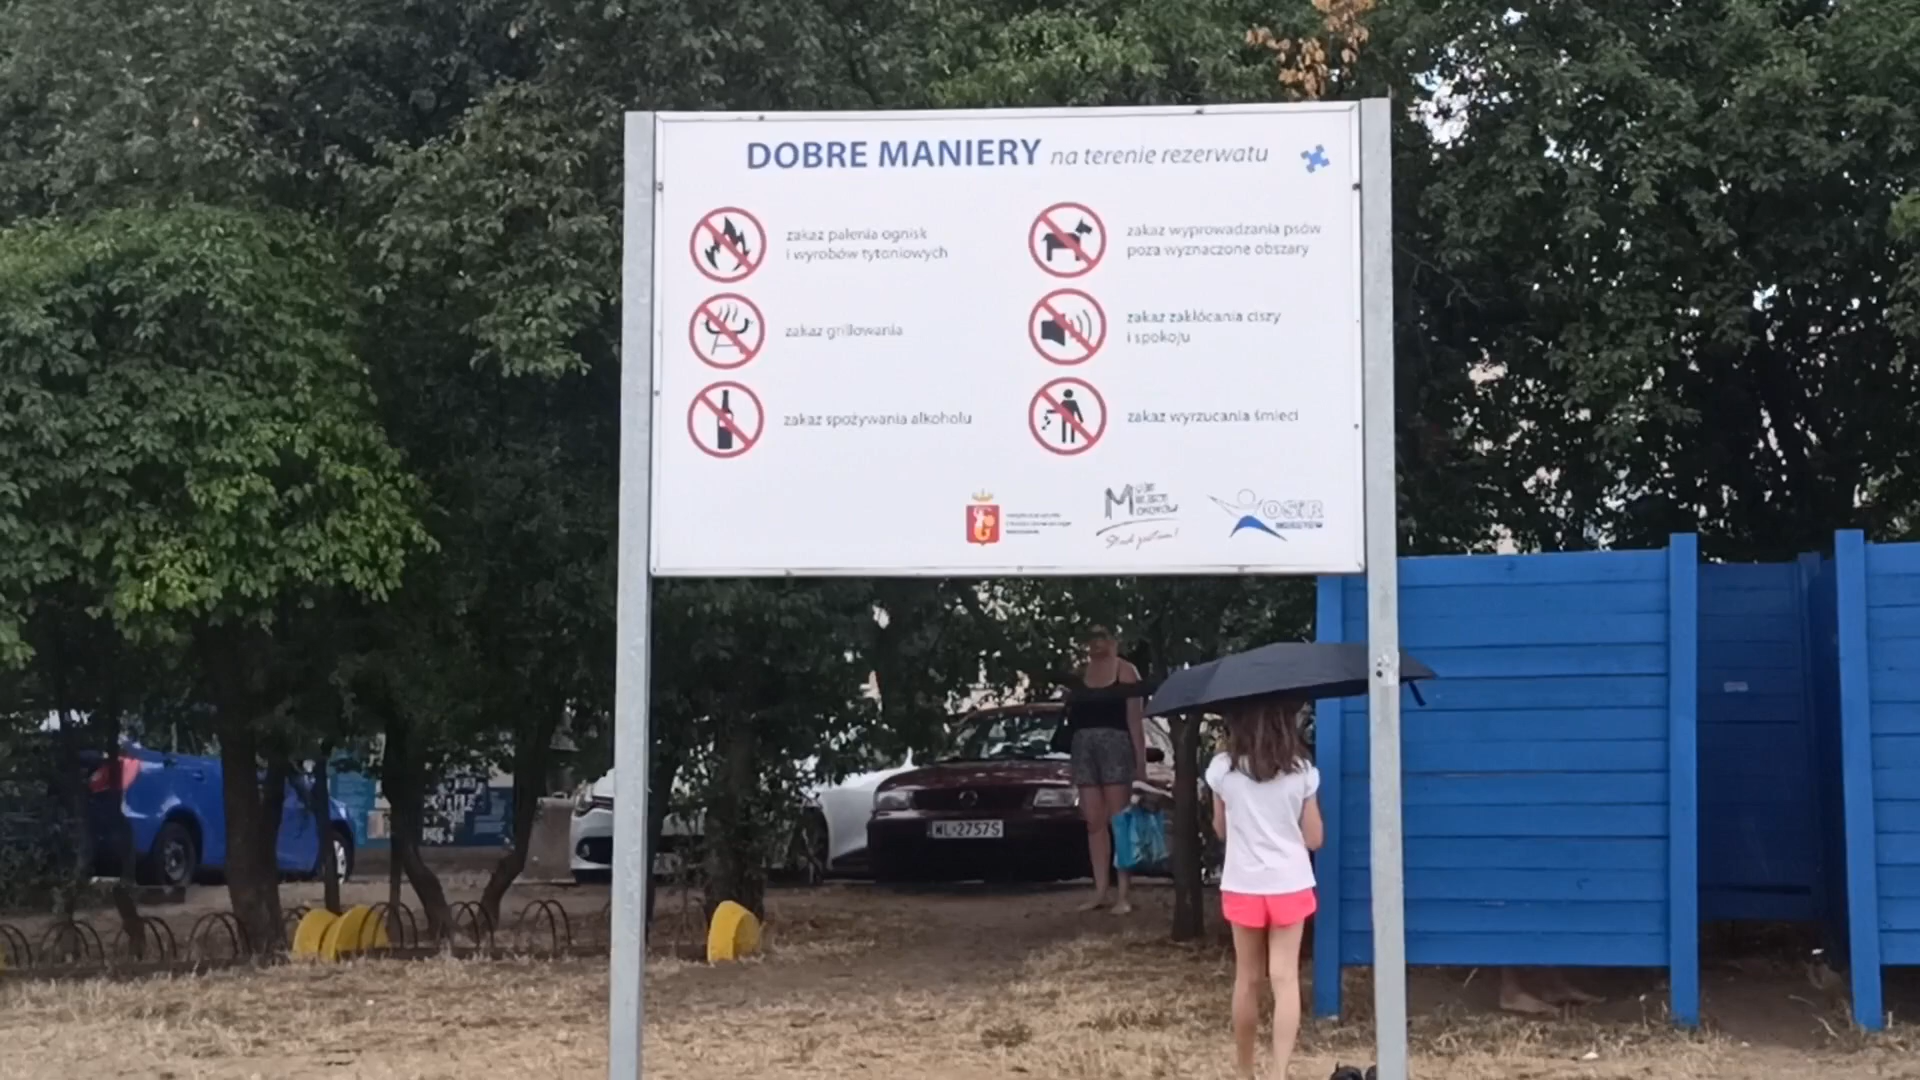 DOBRE MANIERY na terenie rezerwatu
zakaz palenia ognisk
i wyrobów tytoniowych
zakaz grillowania
zakaz spożywania alkoholu
zakaz wyprowadzania psów
poza wyznaczone obszary
zakaz zakłócania ciszy
i spokoju
zakaz wyrzucania śmieci
OSiR
MOKOTÓW
WL 2757S